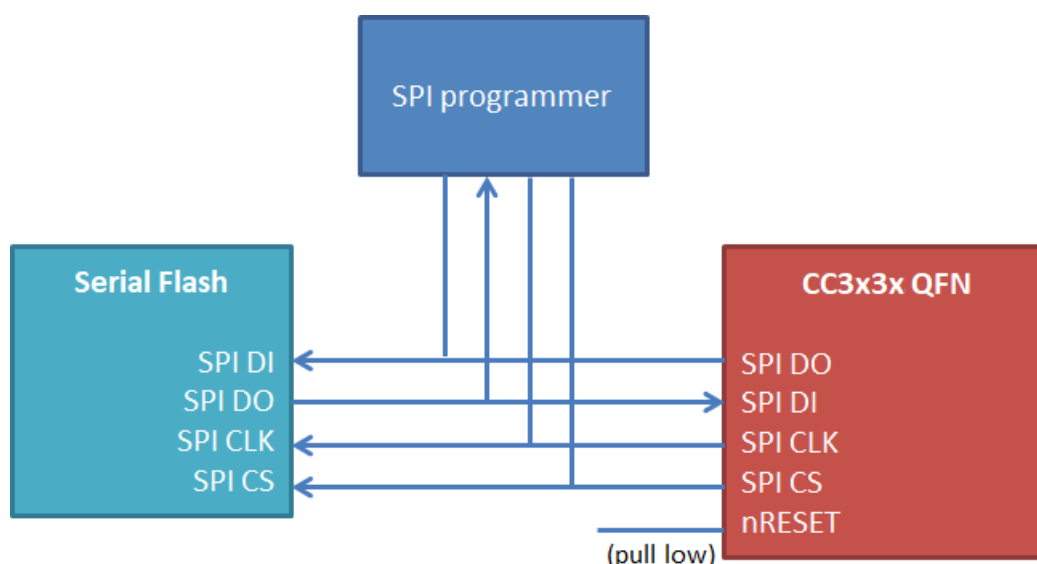 SPI programmer
Serial Flash
SPI DI
SPI DO
SPI CLK
SPI CS
CC3x3x QFN
SPI DO
SPI DI
SPI CLK
SPI CS
nRESET
(pull low)